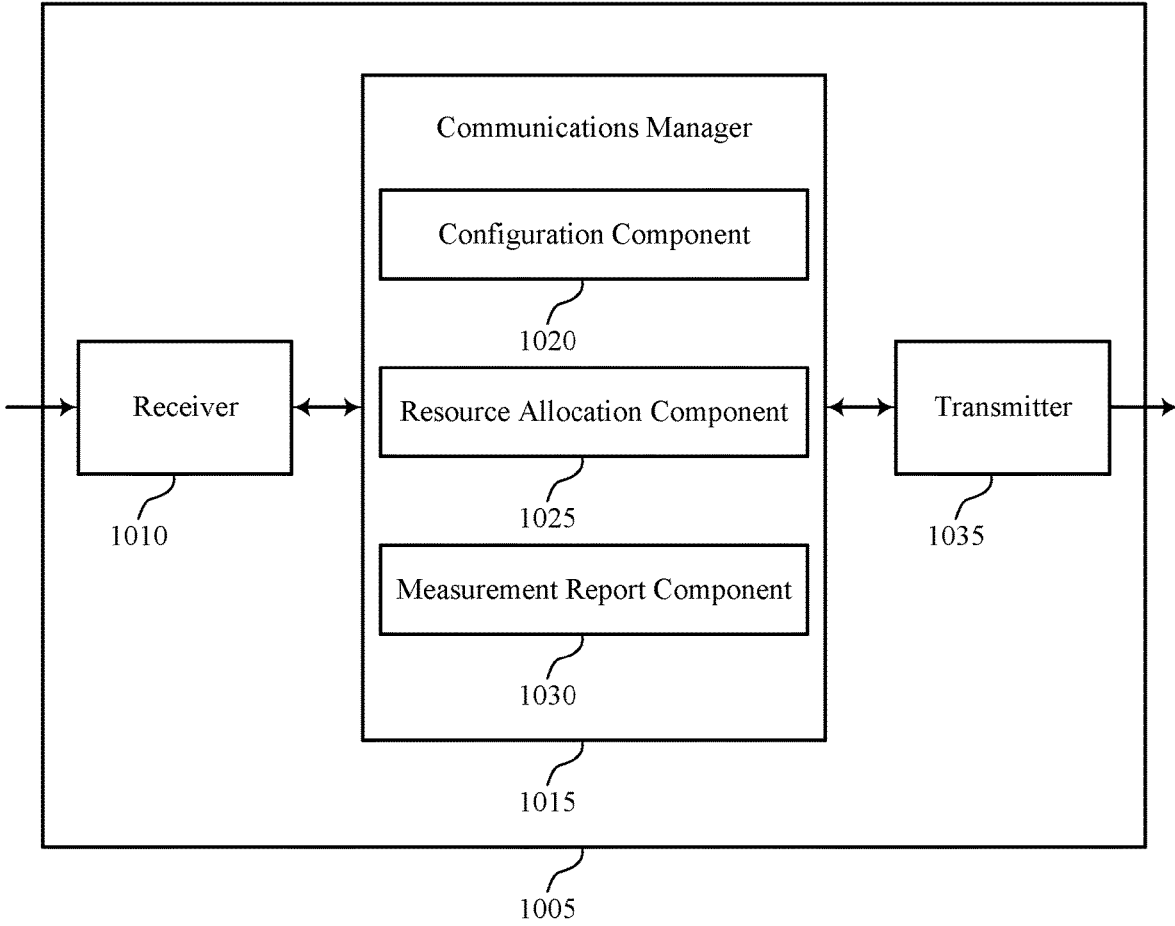 Communications Manager
Configuration Component
1020
Receiver
1010
Resource Allocation Component
1025
Transmitter
1035
Measurement Report Component
1030
1015
1005